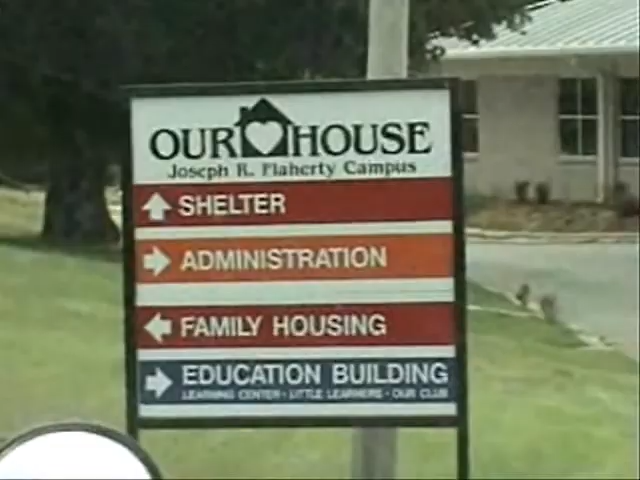 OUR HOUSE
Joseph R. Flaherty Campus
SHELTER
ADMINISTRATION
FAMILY HOUSING
EDUCATION BUILDING
LEARNING CENTER • LITTLE LEARNERS • OUR CLUB